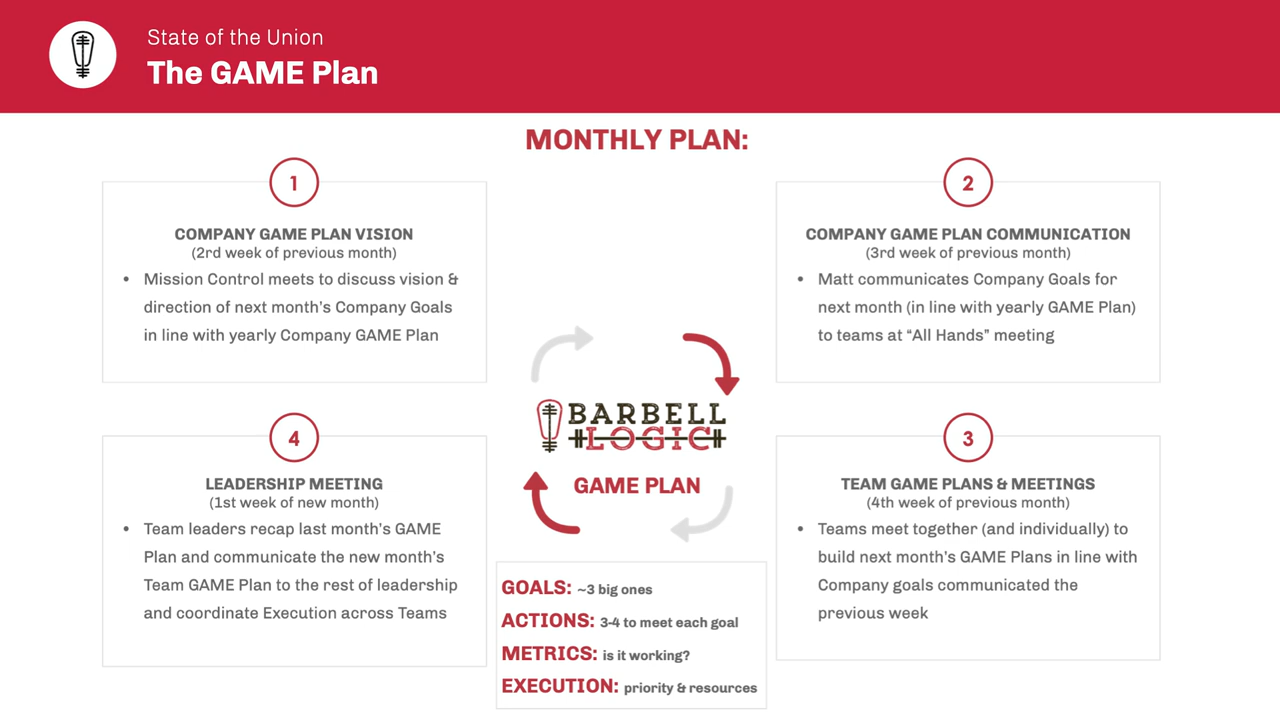 State of the Union
The GAME Plan
MONTHLY PLAN:
1
COMPANY GAME PLAN VISION
(2rd week of previous month)
• Mission Control meets to discuss vision &
direction of next month's Company Goals
in line with yearly Company GAME Plan
2
COMPANY GAME PLAN COMMUNICATION
(3rd week of previous month)
• Matt communicates Company Goals for
next month (in line with yearly GAME Plan)
to teams at “All Hands” meeting
BARBELL
LOGIC
GAME PLAN
4
LEADERSHIP MEETING
(1st week of new month)
• Team leaders recap last month's GAME
Plan and communicate the new month's
Team GAME Plan to the rest of leadership
and coordinate Execution across Teams
3
TEAM GAME PLANS & MEETINGS
(4th week of previous month)
• Teams meet together (and individually) to
build next month's GAME Plans in line with
Company goals communicated the
previous week
GOALS: ~3 big ones
ACTIONS: 3-4 to meet each goal
METRICS: is it working?
EXECUTION: priority & resources